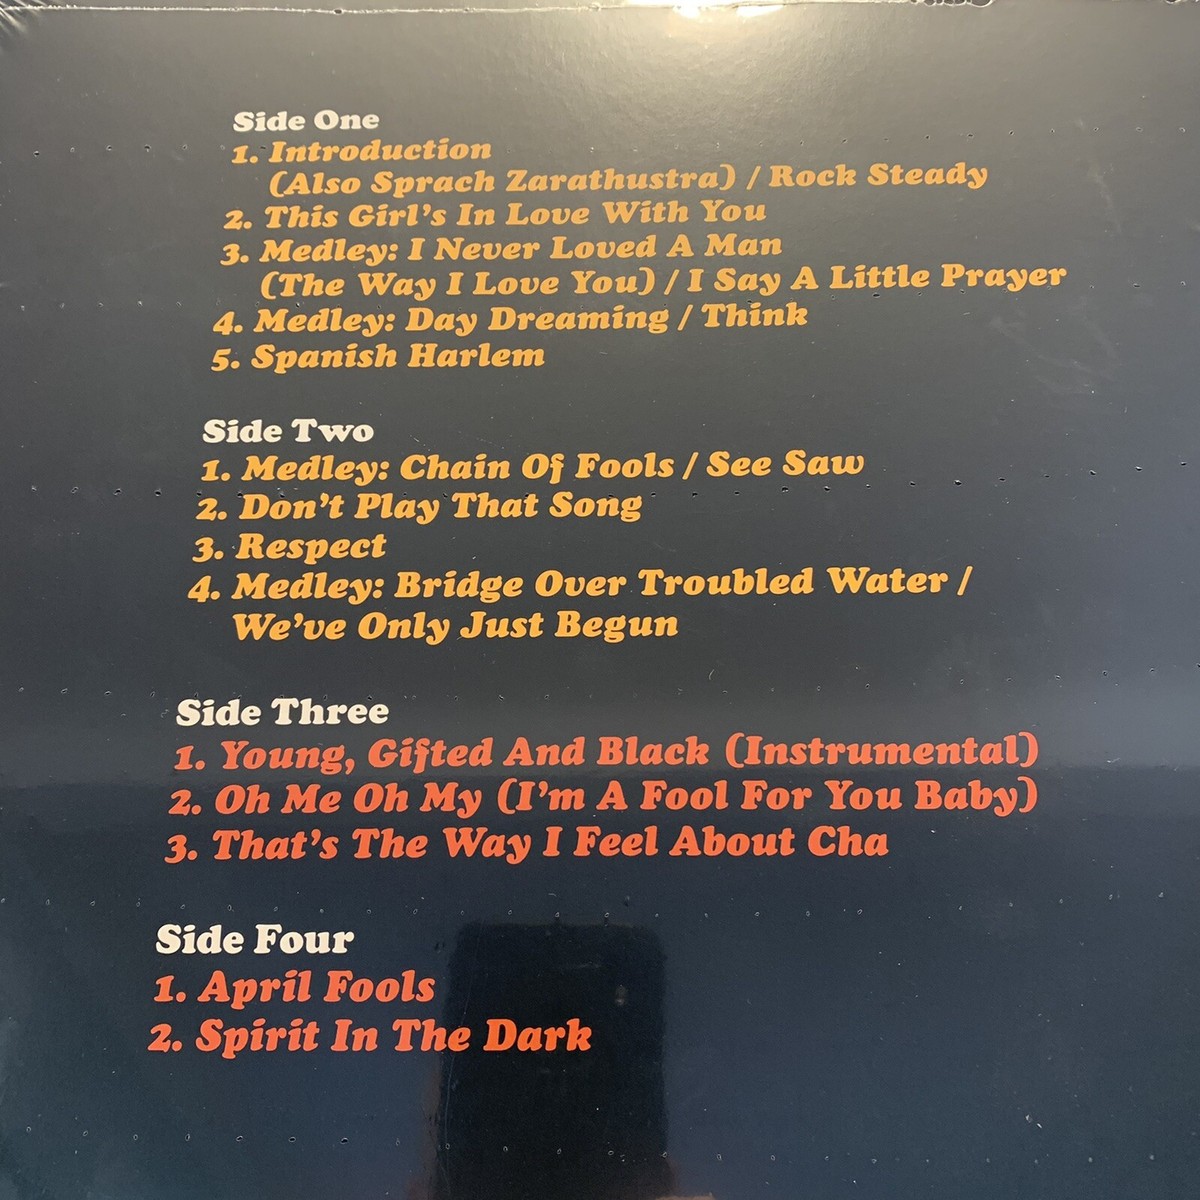 Side One
1. Introduction
(Also Sprach Zarathustra) / Rock Steady
2. This Girl's In Love With You
3. Medley: I Never Loved A Man
(The Way I Love You) / I Say A Little Prayer
4. Medley: Day Dreaming / Think
5. Spanish Harlem
Side Two
1. Medley: Chain Of Fools / See Saw
2. Don't Play That Song
3. Respect
4. Medley: Bridge Over Troubled Water /
We've Only Just Begun
Side Three
1. Young, Gifted And Black (Instrumental)
2. Oh Me Oh My (I'm A Fool For You Baby)
3. That's The Way I Feel About Cha
Side Four
1. April Fools
2. Spirit In The Dark